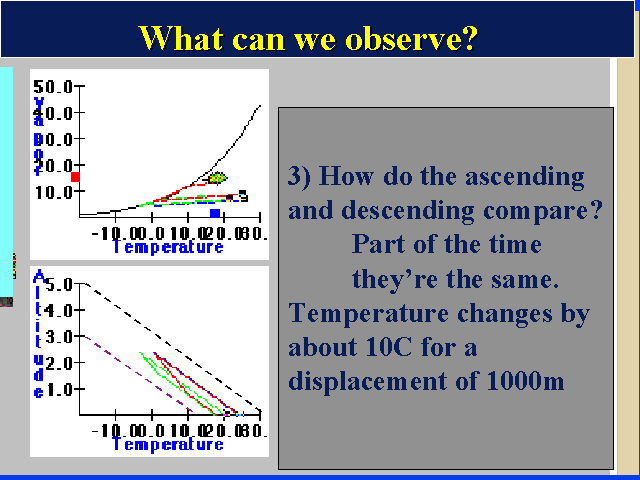 What can we observe?
50.0
40.0
30.0
20.0
10.0
Vapor
-10.0 0.0 10.0 20.0 30.
Temperature
Altitude
5.0
4.0
3.0
2.0
1.0
-10.0 0.0 10.0 20.0 30.
Temperature
3) How do the ascending
and descending compare?
Part of the time
they’re the same.
Temperature changes by
about 10C for a
displacement of 1000m